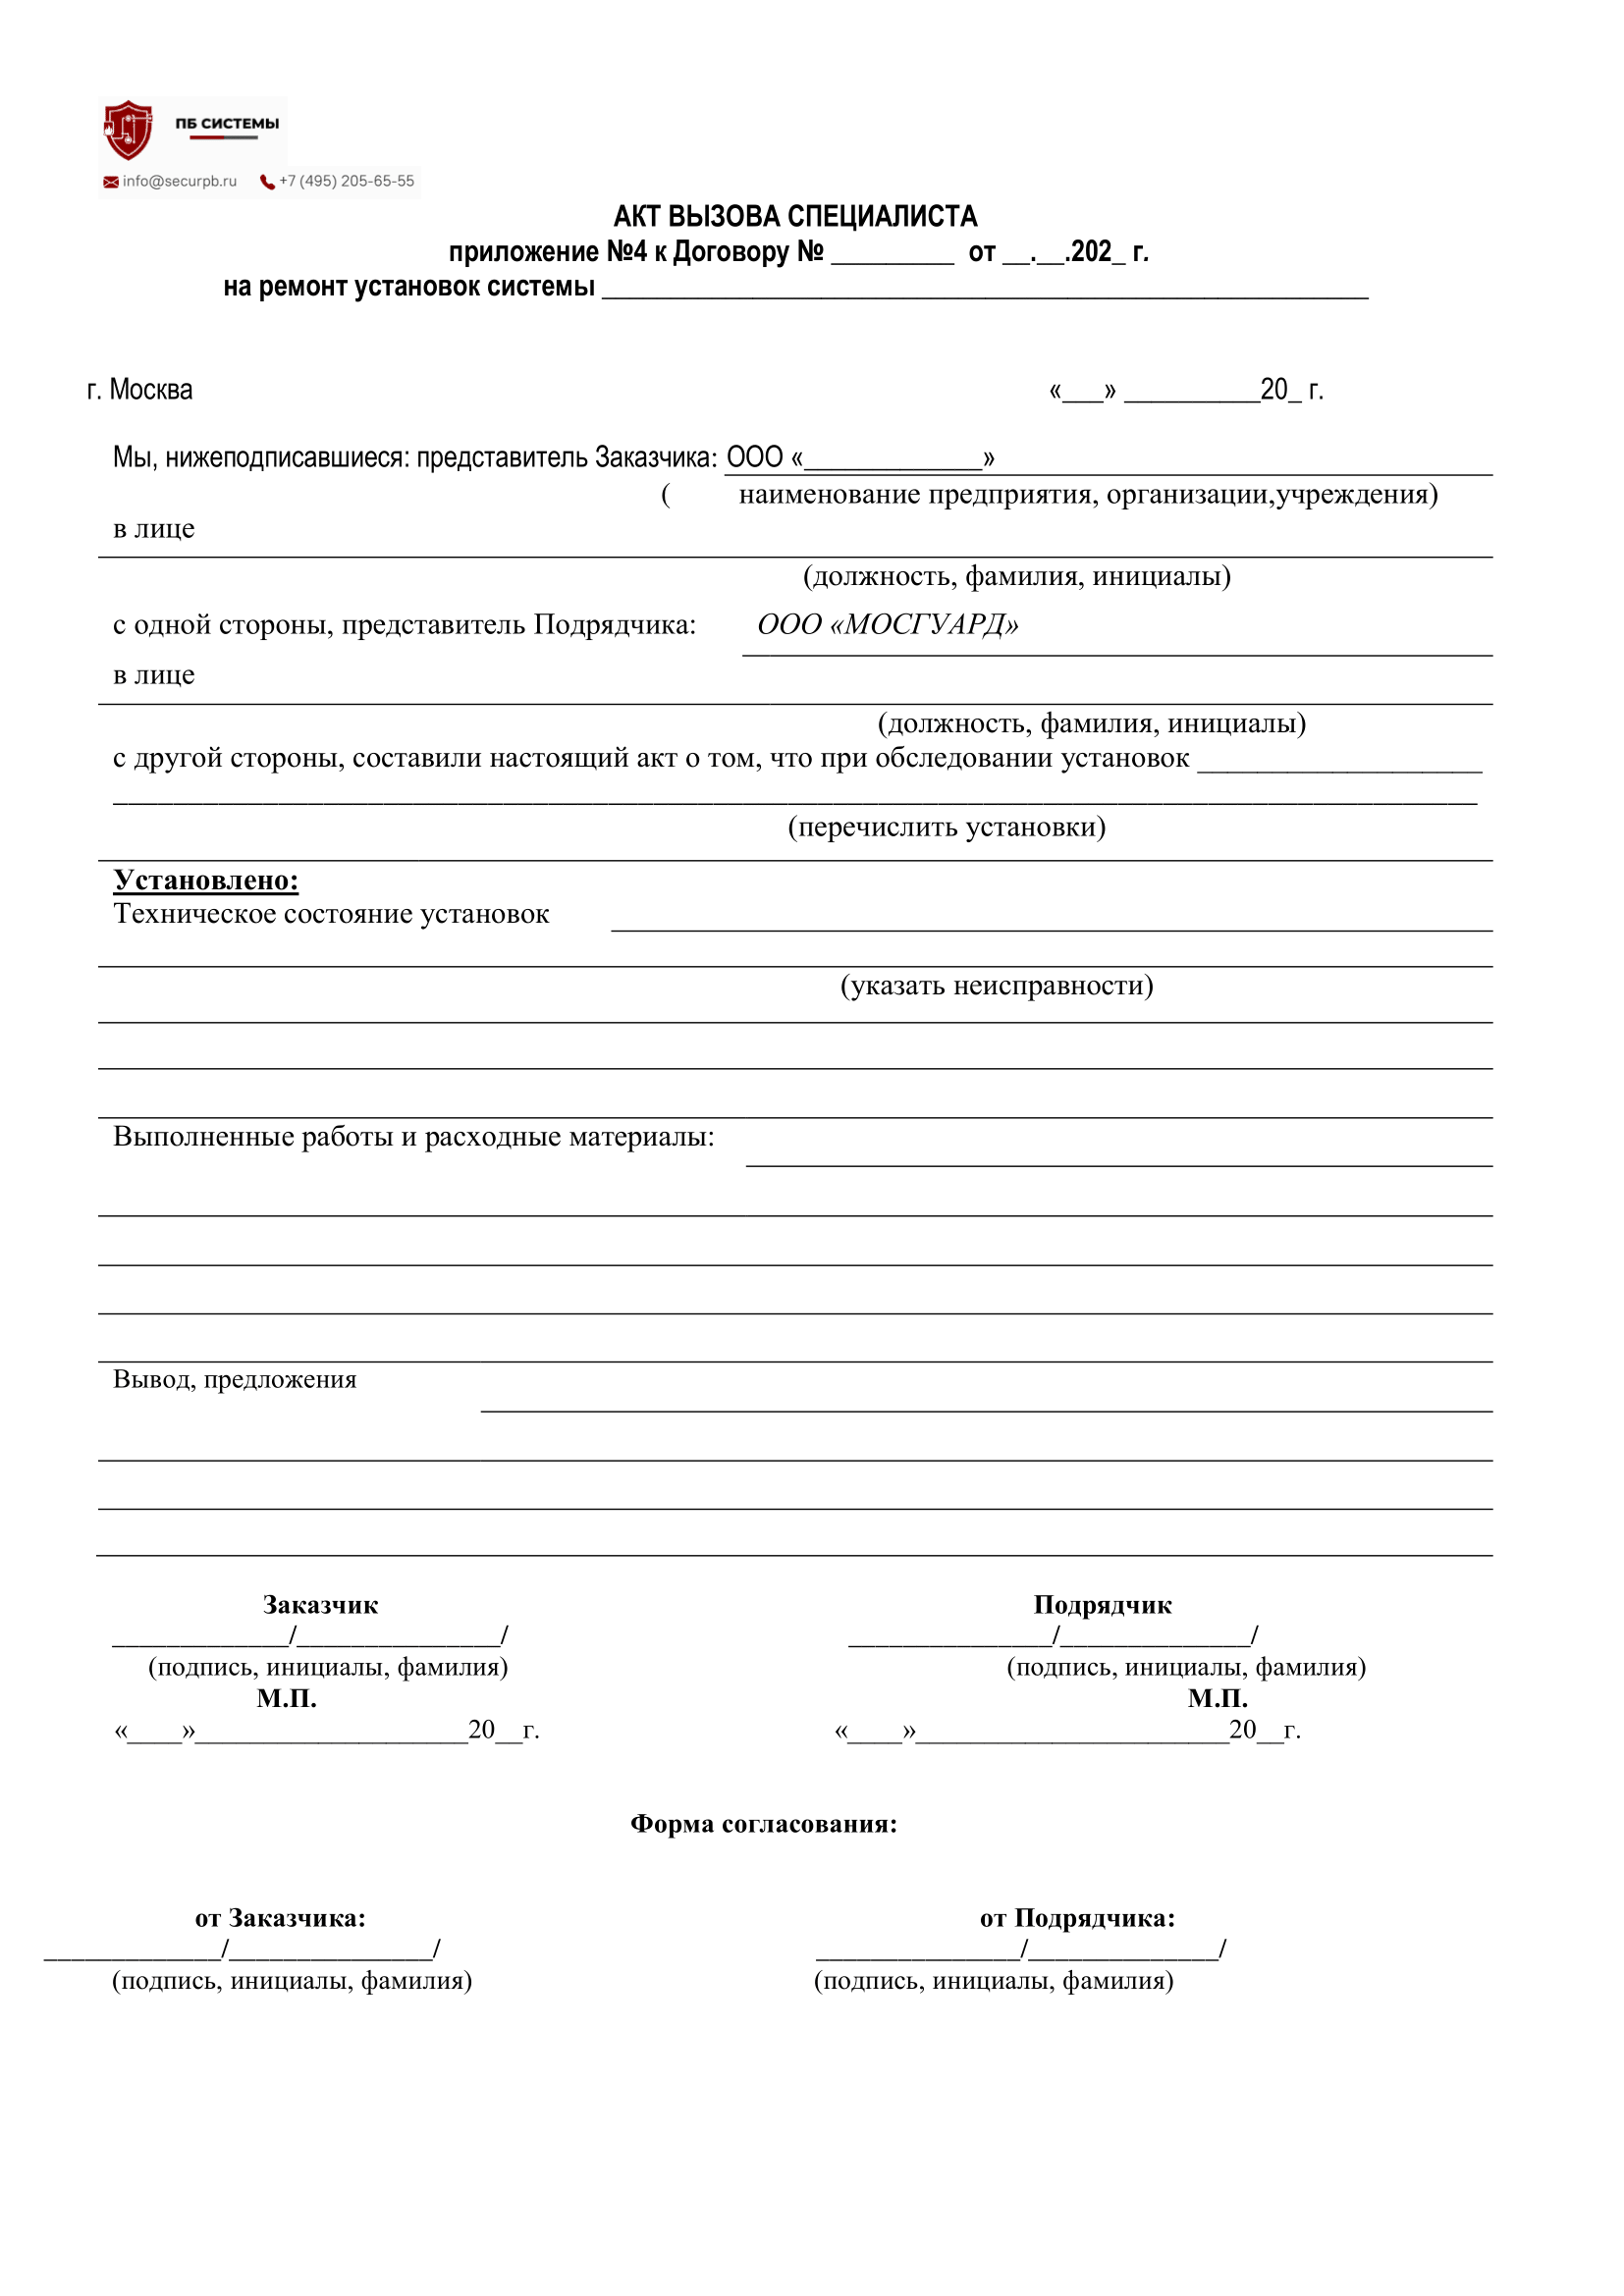 ПБ СИСТЕМЫ
info@securpb.ru +7 (495) 205-65-55
АКТ ВЫЗОВА СПЕЦИАЛИСТА
приложение №4 к Договору № _________ от __.__.202_ г.
на ремонт установок системы ________________________________________________________
г. Москва «___» __________20_ г.
Мы, нижеподписавшиеся: представитель Заказчика: ООО «_____________»
( наименование предприятия, организации,учреждения)
в лице
(должность, фамилия, инициалы)
с одной стороны, представитель Подрядчика: ООО «МОСГУАРД»
в лице
(должность, фамилия, инициалы)
с другой стороны, составили настоящий акт о том, что при обследовании установок ___________________
___________________________________________________________________________________________
(перечислить установки)
Установлено:
Техническое состояние установок
(указать неисправности)
Выполненные работы и расходные материалы:
Вывод, предложения
Заказчик Подрядчик
_____________/_______________/ _______________/______________/
(подпись, инициалы, фамилия) (подпись, инициалы, фамилия)
М.П. М.П.
«____»____________________20__г. «____»_______________________20__г.
Форма согласования:
от Заказчика: от Подрядчика:
_____________/_______________/ _______________/______________/
(подпись, инициалы, фамилия) (подпись, инициалы, фамилия)